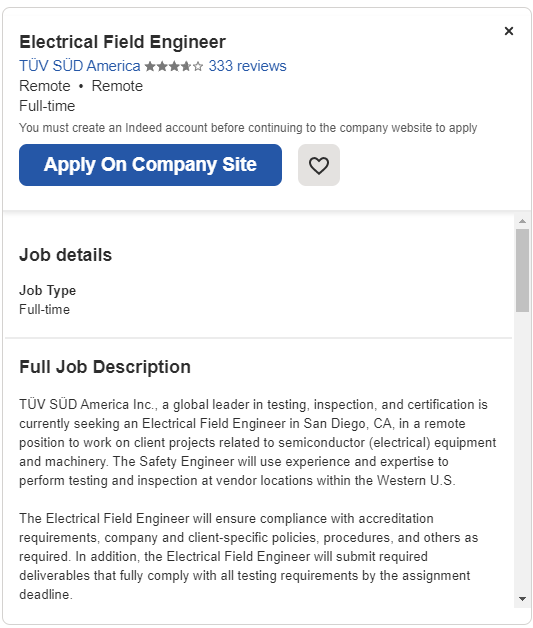 Electrical Field Engineer
TÜV SÜD America 333 reviews
Remote • Remote
Full-time
You must create an Indeed account before continuing to the company website to apply
Apply On Company Site
Job details
Job Type
Full-time
Full Job Description
TÜV SÜD America Inc., a global leader in testing, inspection, and certification is
currently seeking an Electrical Field Engineer in San Diego, CA, in a remote
position to work on client projects related to semiconductor (electrical) equipment
and machinery. The Safety Engineer will use experience and expertise to
perform testing and inspection at vendor locations within the Western U.S.
The Electrical Field Engineer will ensure compliance with accreditation
requirements, company and client-specific policies, procedures, and others as
required. In addition, the Electrical Field Engineer will submit required
deliverables that fully comply with all testing requirements by the assignment
deadline.